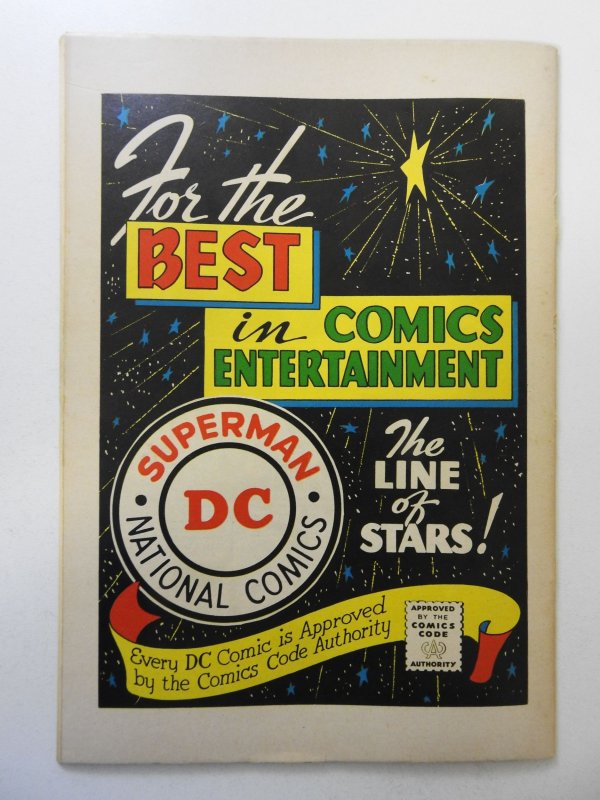 For the
BEST
in COMICS
ENTERTAINMENT
SUPERMAN
DC
NATIONAL COMICS
The
LINE
of
STARS!
Every DC Comic is Approved
by the Comics Code Authority
APPROVED
BY THE
COMICS
CODE
CA
AUTHORITY